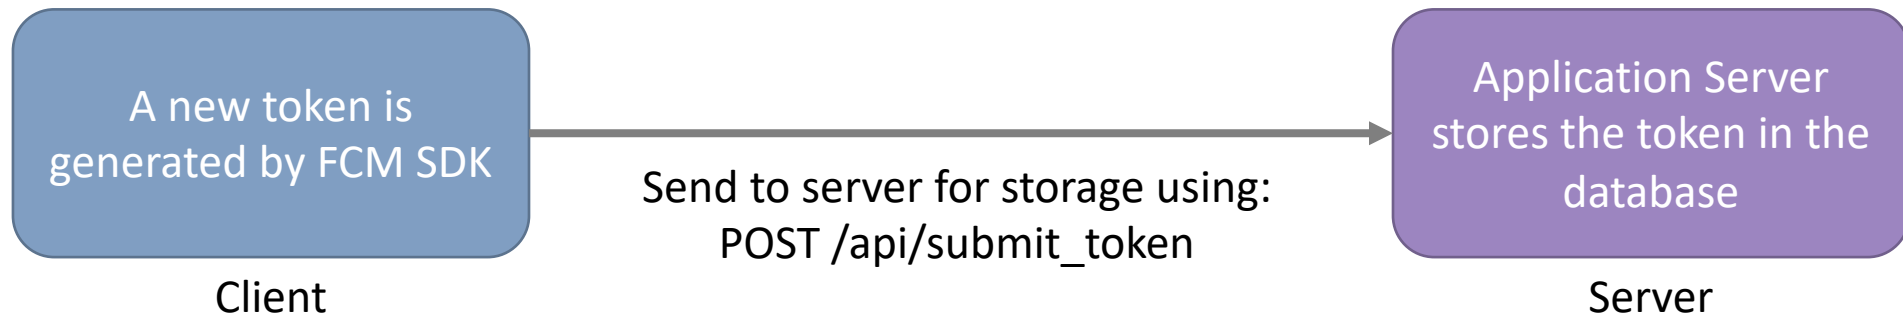 A new token is
generated by FCM SDK
Send to server for storage using:
POST /api/submit_token
Application Server
stores the token in the
database
Client
Server